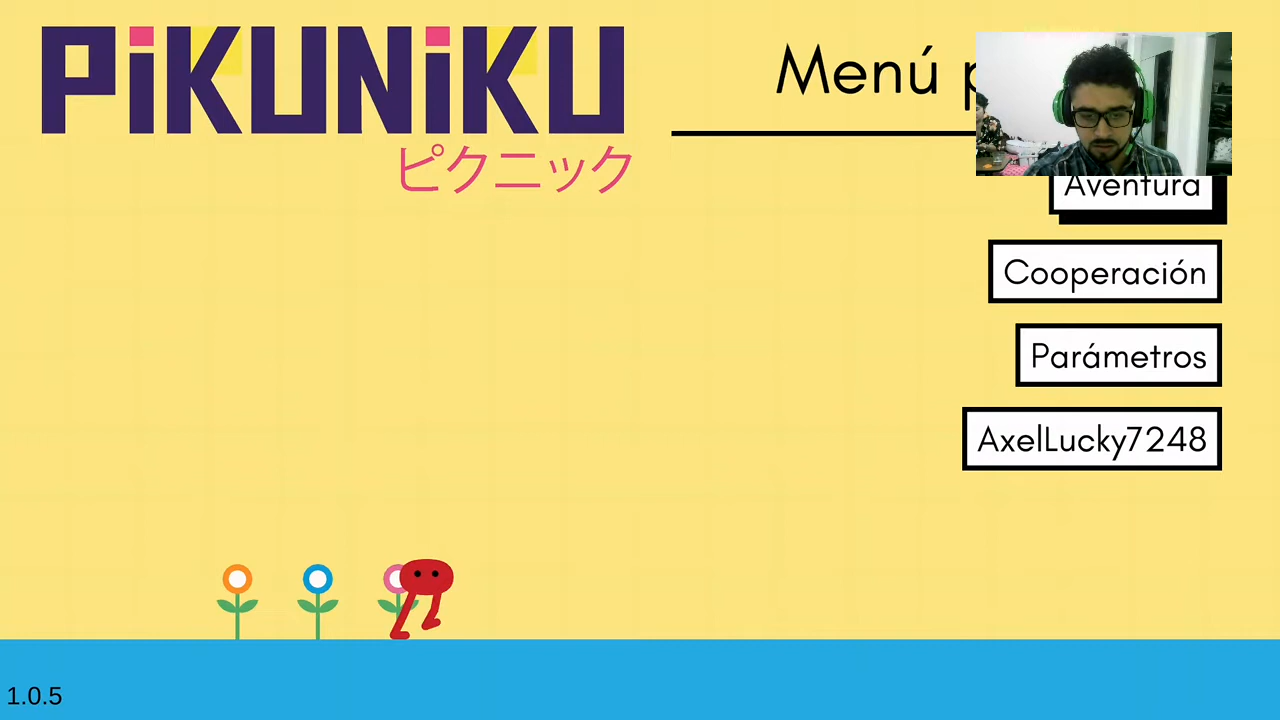 PiKUNiKU
ピクニック
Menú
Aventura
Cooperación
Parámetros
AxelLucky7248
1.0.5